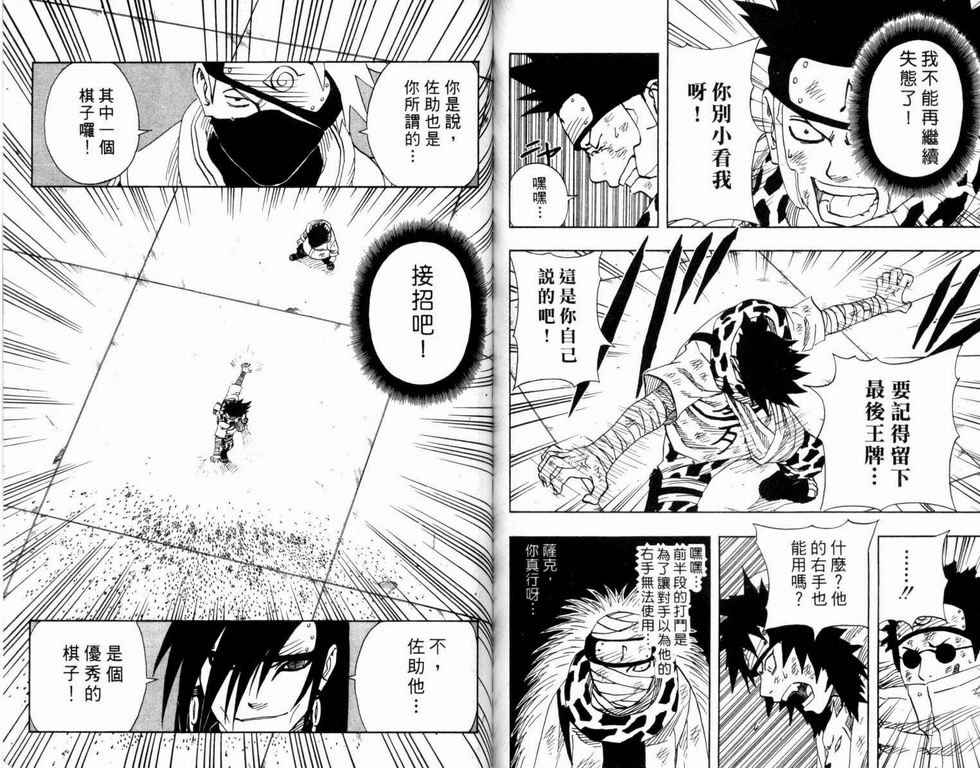 我不能再繼續
失態了！
你別小看我
呀！
嘿嘿…
要記得留下
最後王牌…
這是你自己
說的吧！
……!!
什麼？他
的右手也
能用嗎？
嘿嘿…
前半段的打鬥是
為了讓對手以為他的
右手無法使用…
薩克，
你真行呀…
你是說，
佐助也是
你所謂的…
其中一個
棋子囉！
接招吧！
不，
佐助他…
是個
優秀的
棋子！